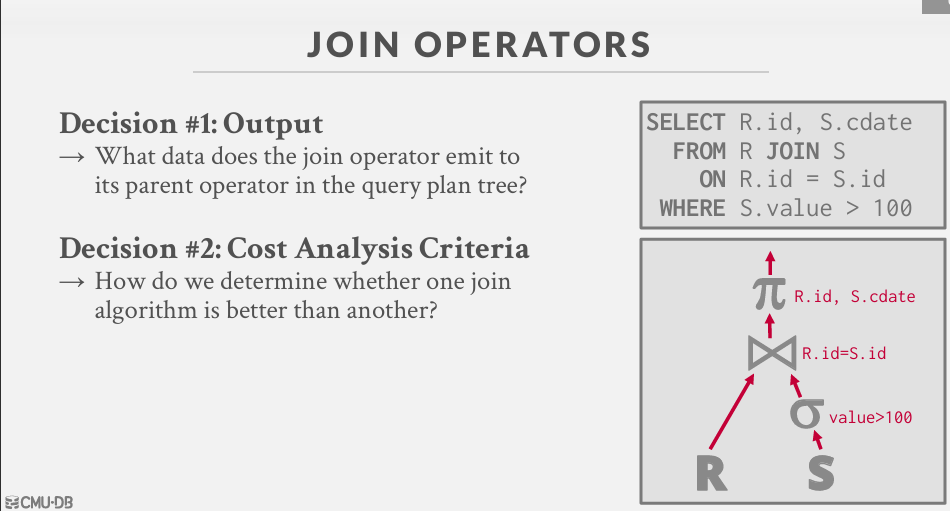 JOIN OPERATORS
Decision #1: Output
→ What data does the join operator emit to
its parent operator in the query plan tree?
Decision #2: Cost Analysis Criteria
→ How do we determine whether one join
algorithm is better than another?
SELECT R.id, S.cdate
FROM R JOIN S
ON R.id = S.id
WHERE S.value > 100
π R.id, S.cdate
⋈ R.id=S.id
σ value>100
R S
CMU·DB